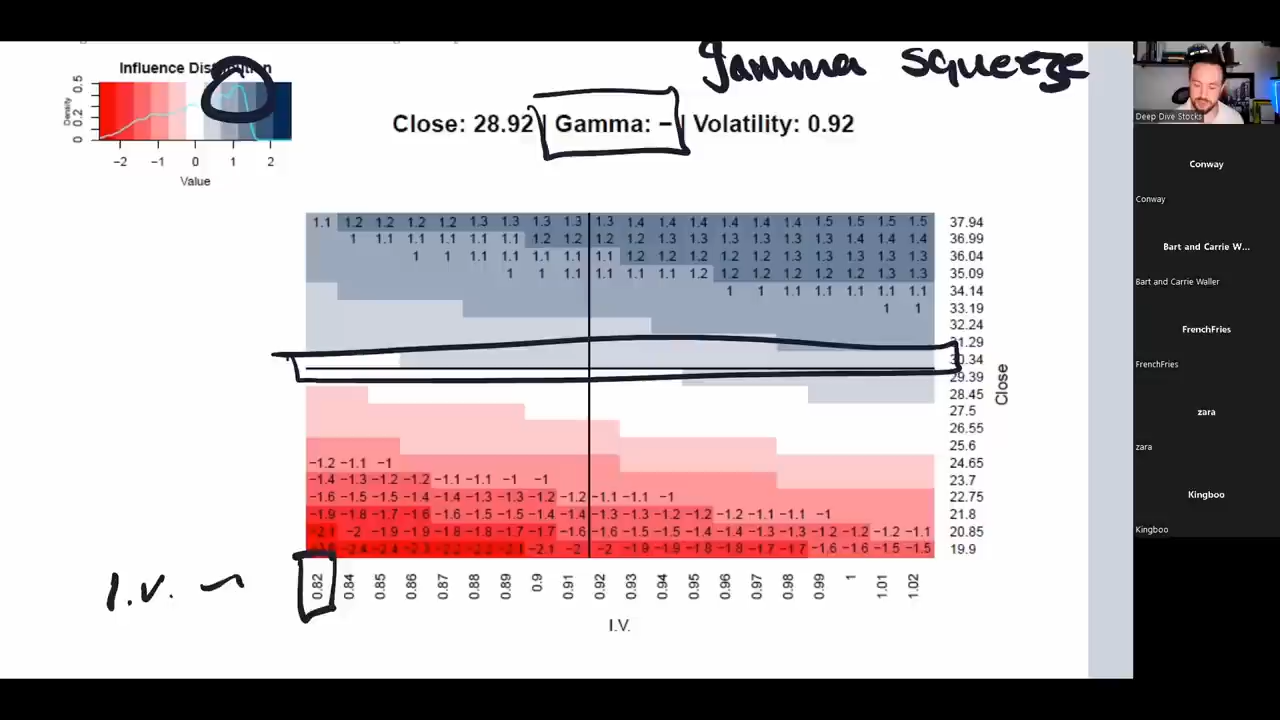 gamma squeeze
Influence Distribution
0.5
0.2
0
Density
−2 −1 0 1 2
Value
Close: 28.92 | Gamma: − | Volatility: 0.92
1.1 1.2 1.2 1.2 1.2 1.3 1.3 1.3 1.3 1.3 1.4 1.4 1.4 1.4 1.4 1.4 1.5 1.5 1.5 1.5 37.94
1 1.1 1.1 1.1 1.1 1.1 1.2 1.2 1.2 1.2 1.3 1.3 1.3 1.3 1.3 1.4 1.4 1.4 36.99
1 1 1.1 1.1 1.1 1.1 1.1 1.2 1.2 1.2 1.2 1.2 1.3 1.3 1.3 1.3 1.3 36.04
1 1 1.1 1.1 1.1 1.1 1.2 1.2 1.2 1.2 1.2 1.2 1.3 1.3 35.09
1 1 1.1 1.1 1.1 1.1 1.1 34.14
1 1 33.19
32.24
31.29
30.34
29.39
28.45
27.5
26.55
25.6
−1.2 −1.1 −1 24.65
−1.4 −1.3 −1.2 −1.2 −1.1 −1.1 −1 −1 23.7
−1.6 −1.5 −1.5 −1.4 −1.4 −1.3 −1.3 −1.2 −1.2 −1.1 −1.1 −1 22.75
−1.9 −1.8 −1.7 −1.6 −1.6 −1.5 −1.5 −1.4 −1.4 −1.3 −1.3 −1.2 −1.2 −1.2 −1.1 −1.1 −1 21.8
−2.1 −2 −1.9 −1.9 −1.8 −1.8 −1.7 −1.7 −1.6 −1.6 −1.5 −1.5 −1.4 −1.4 −1.3 −1.3 −1.2 −1.2 −1.2 −1.1 20.85
−2.4 −2.3 −2.2 −2.2 −2.1 −2.1 −2 −2 −1.9 −1.9 −1.8 −1.8 −1.7 −1.7 −1.6 −1.6 −1.5 −1.5 19.9
Close
I.V.
0.82 0.84 0.85 0.86 0.87 0.88 0.89 0.9 0.91 0.92 0.93 0.94 0.95 0.96 0.97 0.98 0.99 1 1.01 1.02
I.V.
Deep Dive Stocks
Conway
Conway
Bart and Carrie W...
Bart and Carrie Waller
FrenchFries
FrenchFries
zara
zara
Kingboo
Kingboo